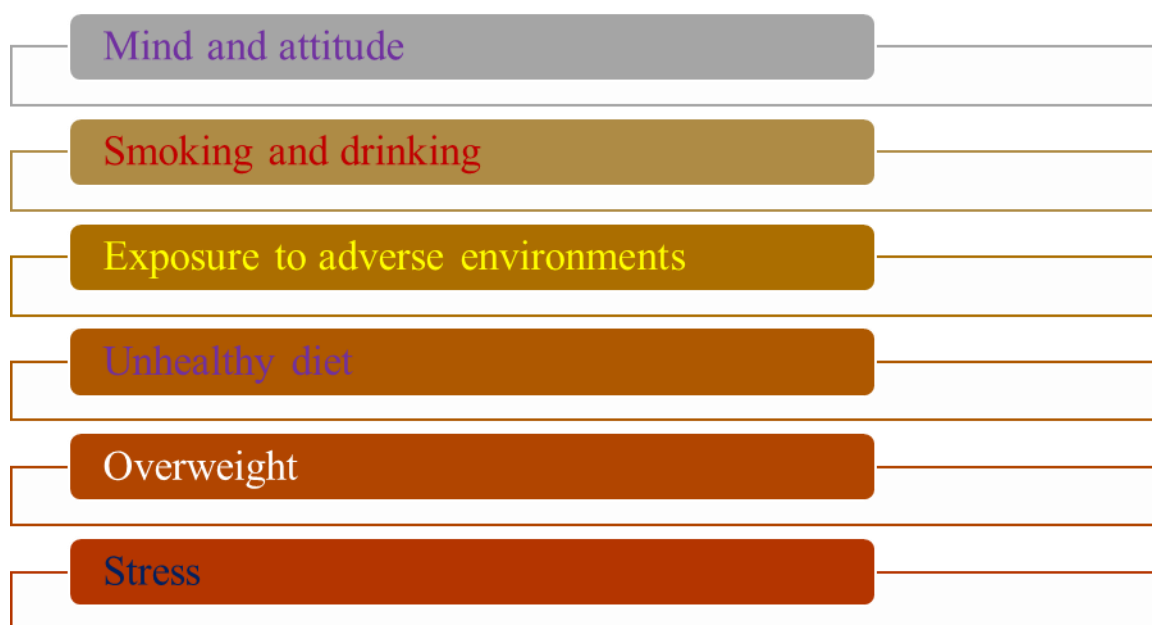 Mind and attitude
Smoking and drinking
Exposure to adverse environments
Unhealthy diet
Overweight
Stress